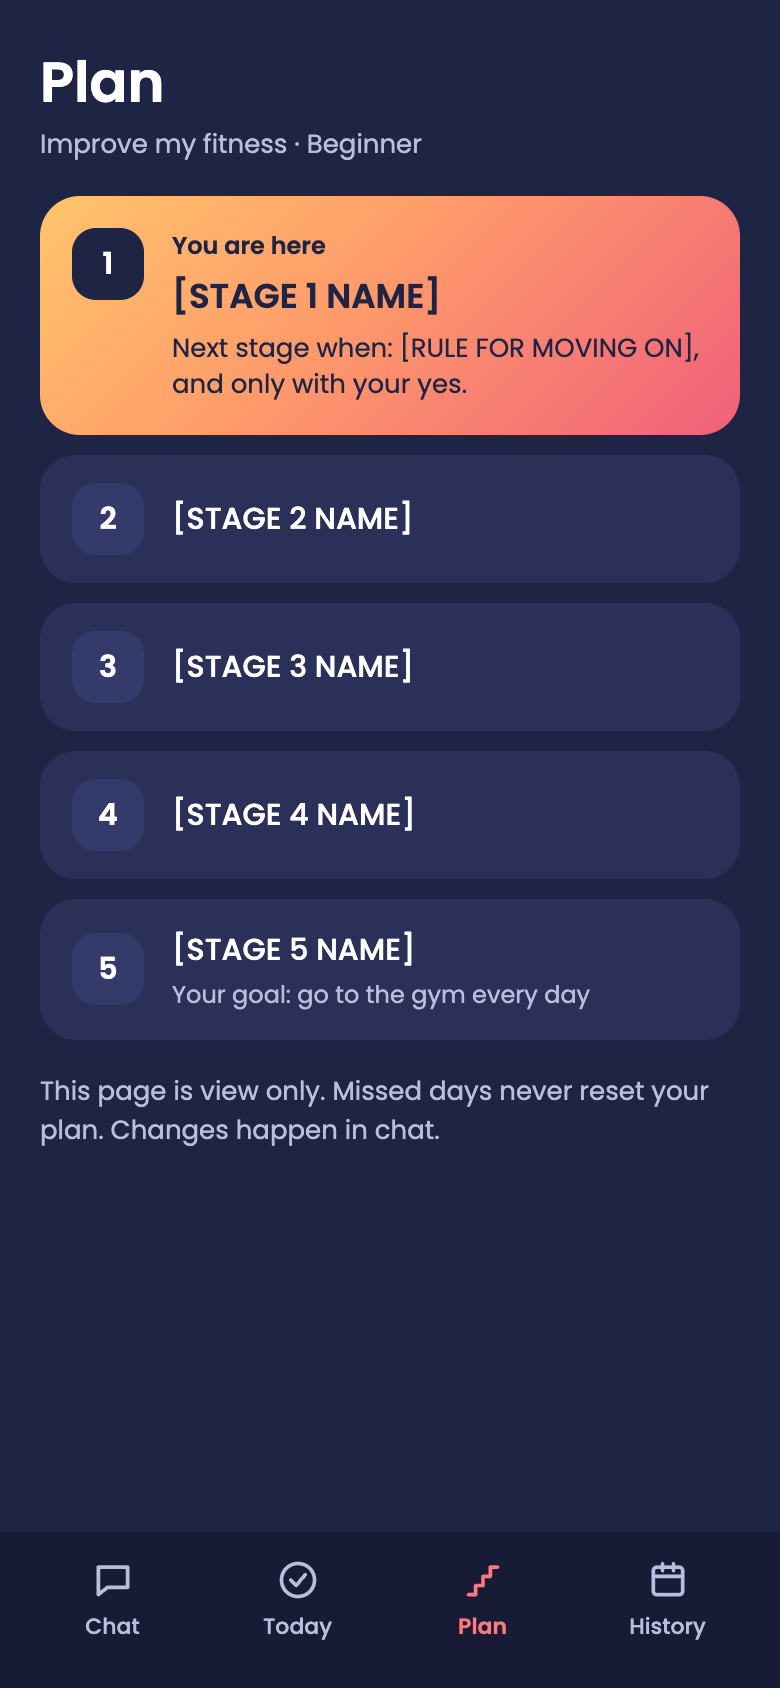 Plan
Improve my fitness · Beginner
1
You are here
[STAGE 1 NAME]
Next stage when: [RULE FOR MOVING ON],
and only with your yes.
2
[STAGE 2 NAME]
3
[STAGE 3 NAME]
4
[STAGE 4 NAME]
5
[STAGE 5 NAME]
Your goal: go to the gym every day
This page is view only. Missed days never reset your
plan. Changes happen in chat.
Chat
Today
Plan
History